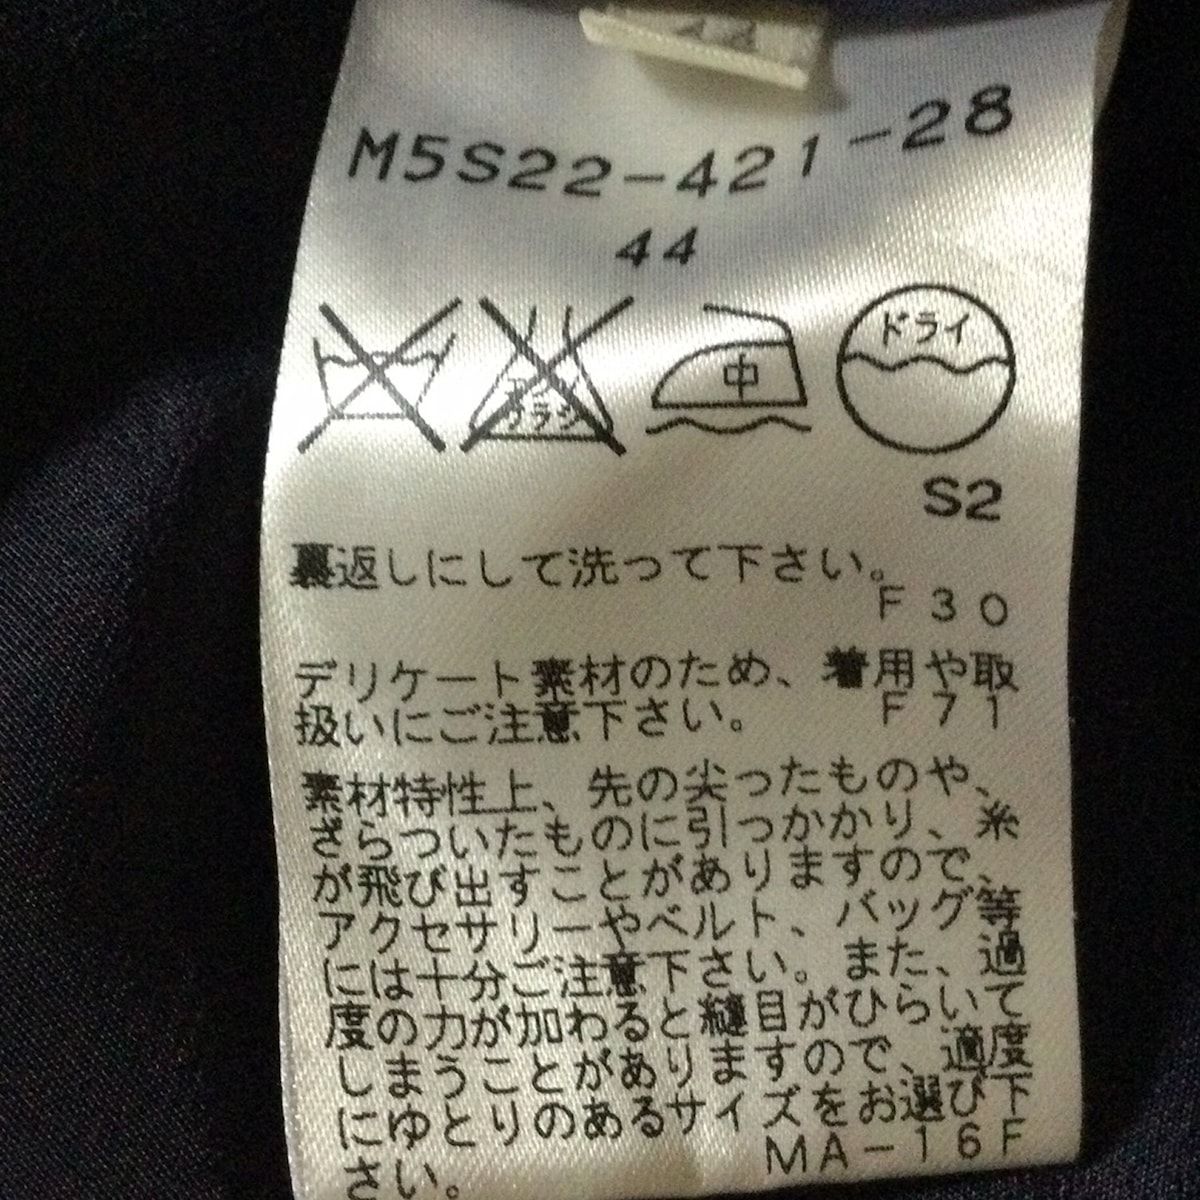 44
M5S22-421-28
44
エンソ
サラシ
中
ドライ
S2
裏返しにして洗って下さい。
F30
デリケート素材のため、着用や取
扱いにご注意下さい。 F71
素材特性上、先の尖ったものや、
ざらついたものに引っかかり、糸
が飛び出すことがありますので、
アクセサリーやベルト、バッグ等
には十分ご注意下さい。また、過
度の力が加わると縫目がひらいて
しまうことがありますので、適度
にゆとりのあるサイズをお選び下
さい。 MA-16F